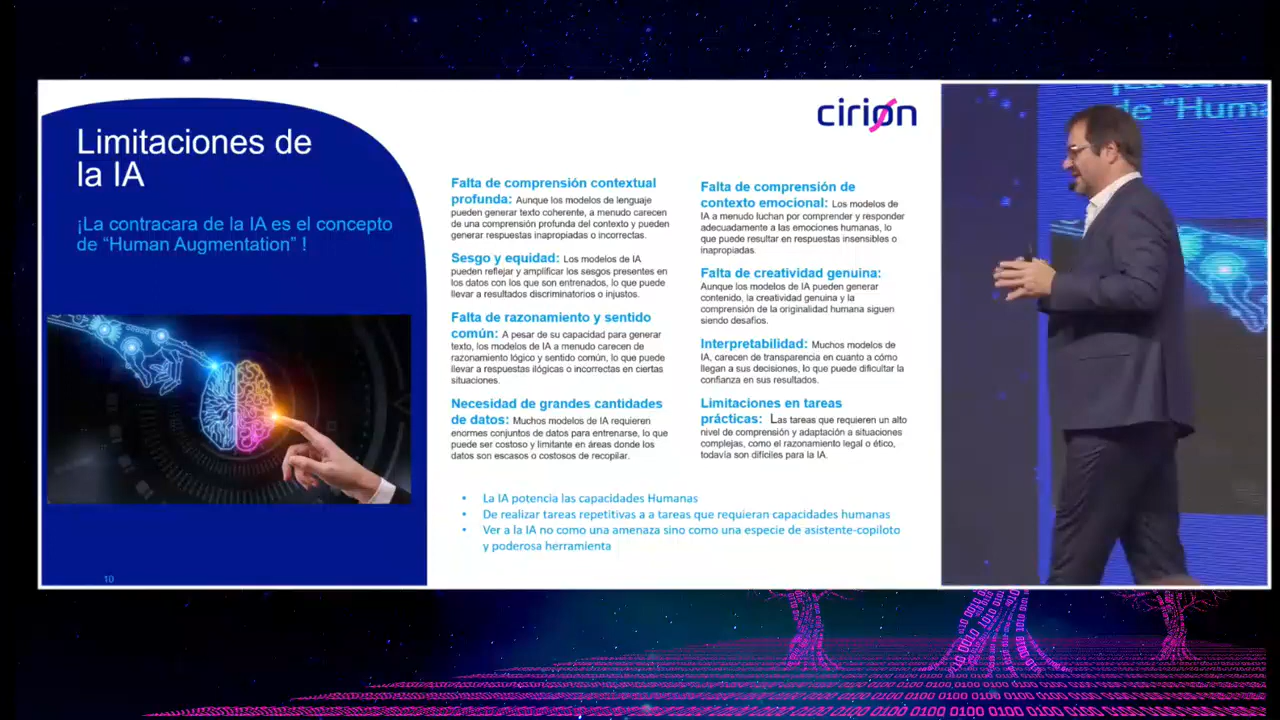 Limitaciones de
la IA
¡La contracara de la IA es el concepto
de “Human Augmentation” !
10
cirion
Falta de comprensión contextual
profunda: Aunque los modelos de lenguaje
pueden generar texto coherente, a menudo carecen
de una comprensión profunda del contexto y pueden
generar respuestas inapropiadas o incorrectas.
Sesgo y equidad: Los modelos de IA
pueden reflejar y amplificar los sesgos presentes en
los datos con los que son entrenados, lo que puede
llevar a resultados discriminatorios o injustos.
Falta de razonamiento y sentido
común: A pesar de su capacidad para generar
texto, los modelos de IA a menudo carecen de
razonamiento lógico y sentido común, lo que puede
llevar a respuestas ilógicas o incorrectas en ciertas
situaciones.
Necesidad de grandes cantidades
de datos: Muchos modelos de IA requieren
enormes conjuntos de datos para entrenarse, lo que
puede ser costoso y limitante en áreas donde los
datos son escasos o costosos de recopilar.
Falta de comprensión de
contexto emocional: Los modelos de
IA a menudo luchan por comprender y responder
adecuadamente a las emociones humanas, lo
que puede resultar en respuestas insensibles o
inapropiadas.
Falta de creatividad genuina:
Aunque los modelos de IA pueden generar
contenido, la creatividad genuina y la
comprensión de la originalidad humana siguen
siendo desafíos.
Interpretabilidad: Muchos modelos de
IA, carecen de transparencia en cuanto a cómo
llegan a sus decisiones, lo que puede dificultar la
confianza en sus resultados.
Limitaciones en tareas
prácticas: Las tareas que requieren un alto
nivel de comprensión y adaptación a situaciones
complejas, como el razonamiento legal o ético,
todavía son difíciles para la IA.
• La IA potencia las capacidades Humanas
• De realizar tareas repetitivas a a tareas que requieran capacidades humanas
• Ver a la IA no como una amenaza sino como una especie de asistente-copiloto
y poderosa herramienta
de “Huma